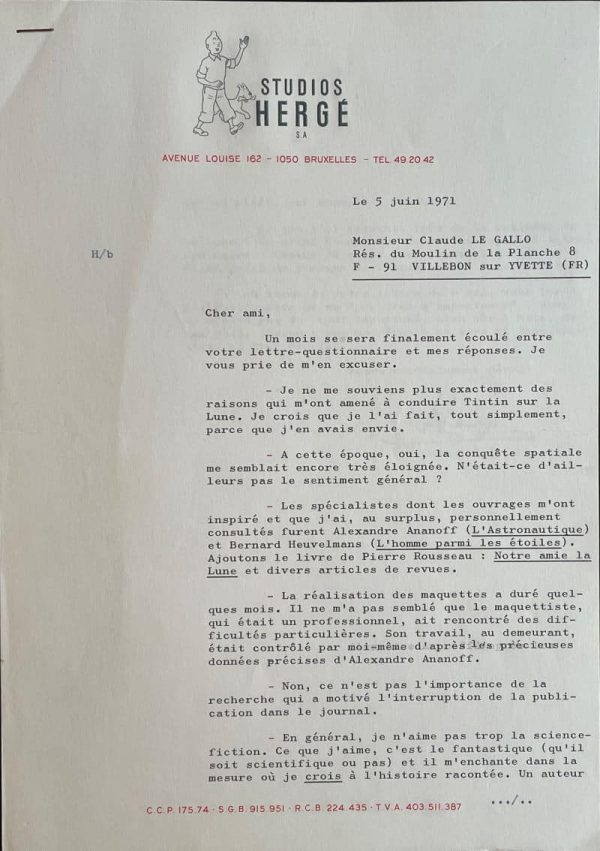 STUDIOS
HERGÉ
S.A
AVENUE LOUISE 162 - 1050 BRUXELLES - TEL 49 20 42
Le 5 juin 1971
Monsieur Claude LE GALLO
Rés. du Moulin de la Planche 8
F - 91 VILLEBON sur YVETTE (FR)
H/b
Cher ami,
Un mois se sera finalement écoulé entre
votre lettre-questionnaire et mes réponses. Je
vous prie de m'en excuser.
- Je ne me souviens plus exactement des
raisons qui m'ont amené à conduire Tintin sur la
Lune. Je crois que je l'ai fait, tout simplement,
parce que j'en avais envie.
- A cette époque, oui, la conquête spatiale
me semblait encore très éloignée. N'était-ce d'ail-
leurs pas le sentiment général ?
- Les spécialistes dont les ouvrages m'ont
inspiré et que j'ai, au surplus, personnellement
consultés furent Alexandre Ananoff (L'Astronautique)
et Bernard Heuvelmans (L'homme parmi les étoiles).
Ajoutons le livre de Pierre Rousseau : Notre amie la
Lune et divers articles de revues.
- La réalisation des maquettes a duré quel-
ques mois. Il ne m'a pas semblé que le maquettiste,
qui était un professionnel, ait rencontré des dif-
ficultés particulières. Son travail, au demeurant,
était contrôlé par moi-même d'après les précieuses
données précises d'Alexandre Ananoff.
- Non, ce n'est pas l'importance de la
recherche qui a motivé l'interruption de la publi-
cation dans le journal.
- En général, je n'aime pas trop la science-
fiction. Ce que j'aime, c'est le fantastique (qu'il
soit scientifique ou pas) et il m'enchante dans la
mesure où je crois à l'histoire racontée. Un auteur
.../..
C.C.P. 175.74 · S.G.B. 915.951 · R.C.B. 224.435 · T.V.A. 403.511.387